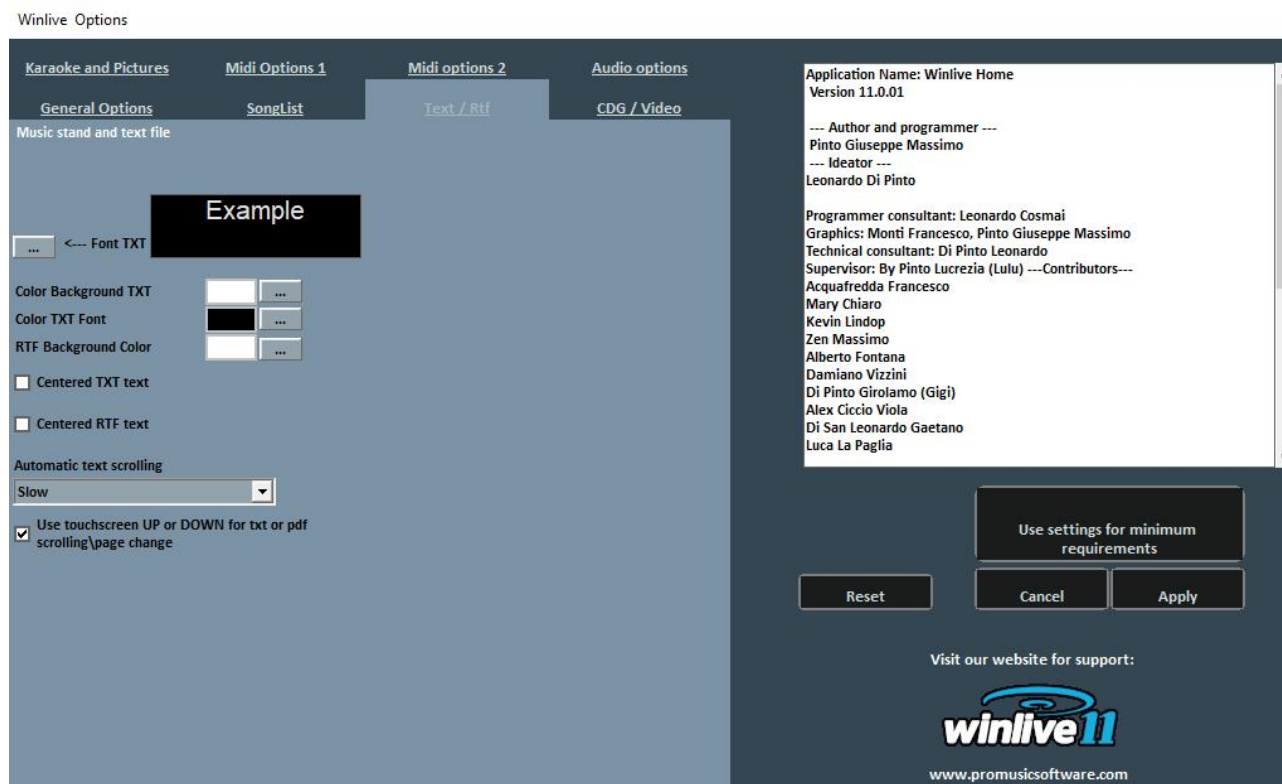 Winlive Options
Karaoke and Pictures
Midi Options 1
Midi options 2
Audio options
General Options
SongList
Text / Rtf
CDG / Video
Music stand and text file
Example
...
<--- Font TXT
Color Background TXT
...
Color TXT Font
...
RTF Background Color
...
Centered TXT text
Centered RTF text
Automatic text scrolling
Slow
Use touchscreen UP or DOWN for txt or pdf
scrolling\page change
Application Name: Winlive Home
Version 11.0.01
--- Author and programmer ---
Pinto Giuseppe Massimo
--- Ideator ---
Leonardo Di Pinto
Programmer consultant: Leonardo Cosmai
Graphics: Monti Francesco, Pinto Giuseppe Massimo
Technical consultant: Di Pinto Leonardo
Supervisor: By Pinto Lucrezia (Lulu) ---Contributors---
Acquafredda Francesco
Mary Chiaro
Kevin Lindop
Zen Massimo
Alberto Fontana
Damiano Vizzini
Di Pinto Girolamo (Gigi)
Alex Ciccio Viola
Di San Leonardo Gaetano
Luca La Paglia
Use settings for minimum
requirements
Reset
Cancel
Apply
Visit our website for support:
winlive11
www.promusicsoftware.com